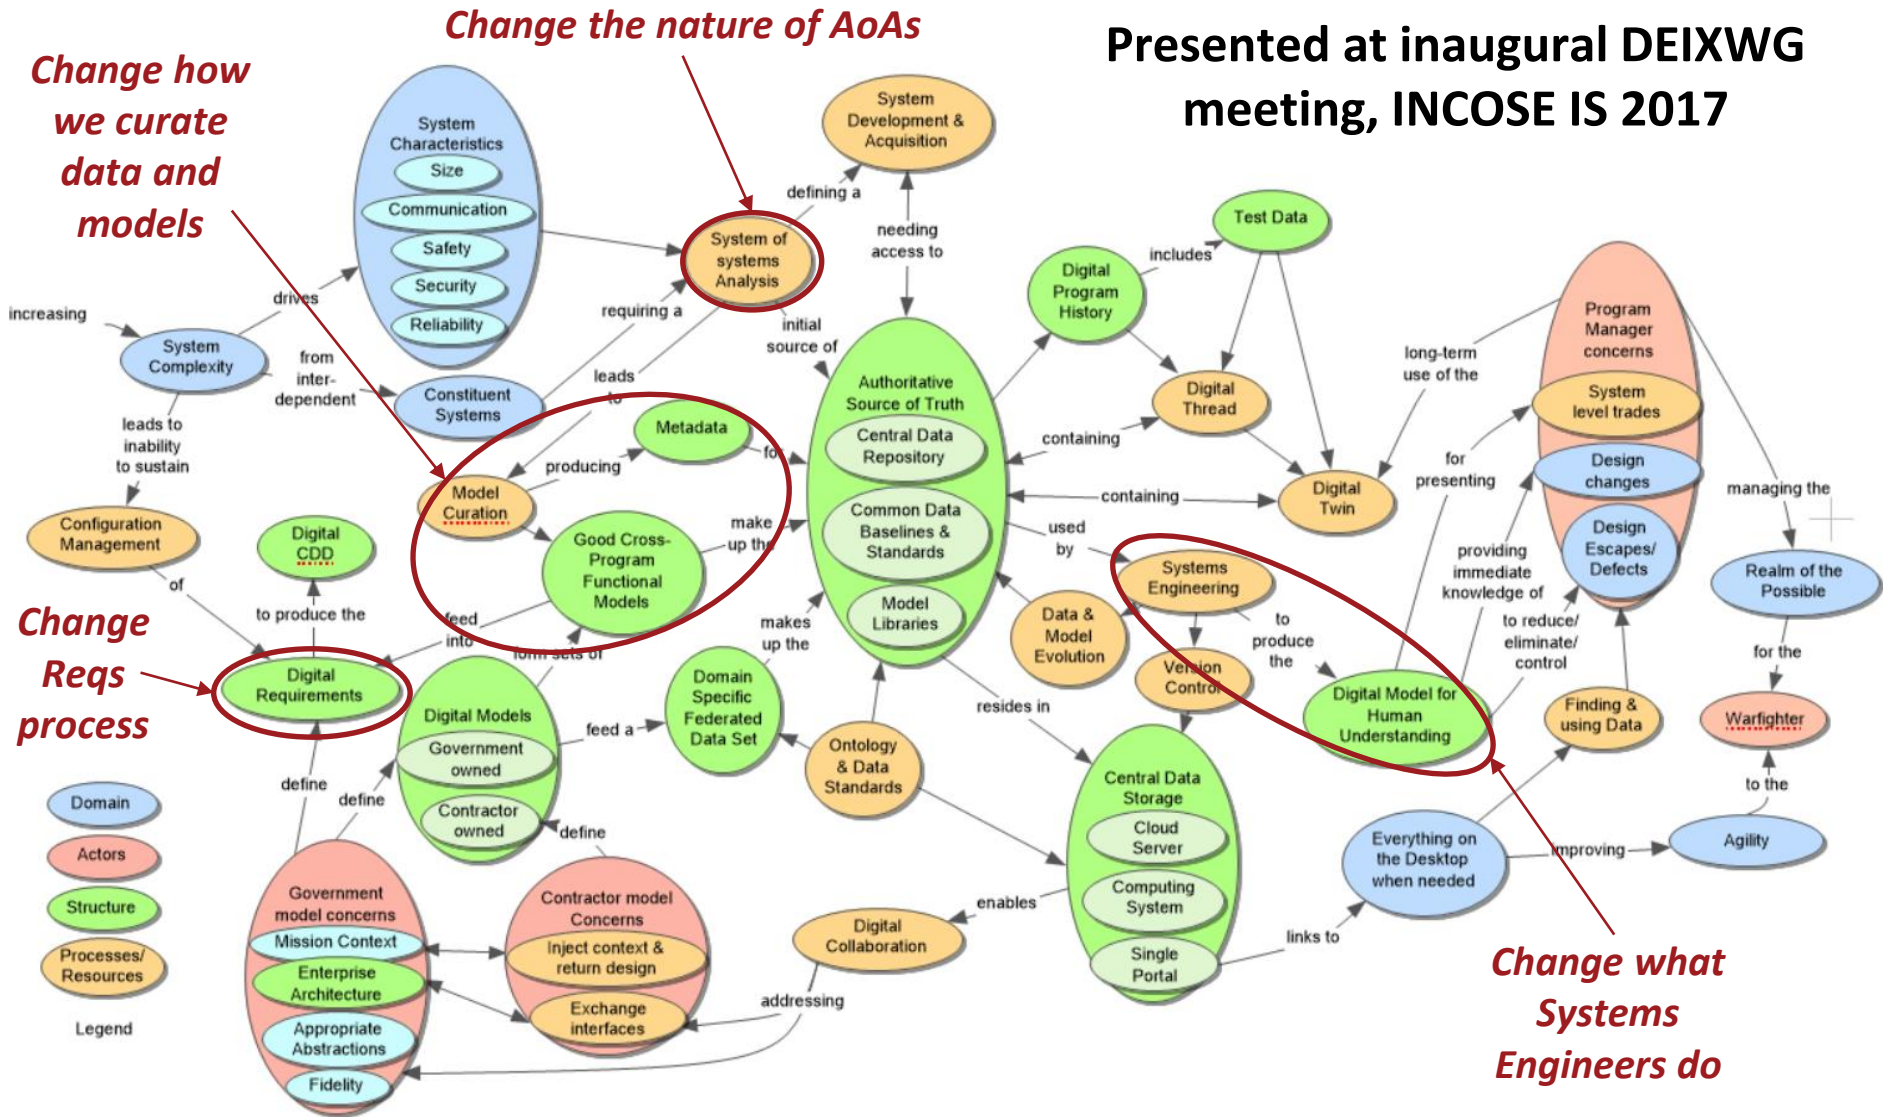 Change the nature of AoAs
Presented at inaugural DEIXWG
meeting, INCOSE IS 2017
Change how
we curate
data and
models
System
Characteristics
Size
Communication
Safety
Security
Reliability
System
Development &
Acquisition
defining a
needing
access to
System of
systems
Analysis
requiring a
initial
source of
increasing
drives
System
Complexity
from
inter-
dependent
Constituent
Systems
leads
to
leads to
inability
to sustain
Configuration
Management
of
Digital
CDD
to produce the
Metadata
for
producing
Model
Curation
Good Cross-
Program
Functional
Models
make
up the
feed
into
form sets of
Change
Reqs
process
Digital
Requirements
define
define
Digital Models
Government
owned
Contractor
owned
define
feed a
Domain
Specific
Federated
Data Set
makes
up the
Ontology
& Data
Standards
Authoritative
Source of Truth
Central Data
Repository
Common Data
Baselines &
Standards
Model
Libraries
Test Data
includes
Digital
Program
History
Digital
Thread
containing
containing
Digital
Twin
long-term
use of the
Program
Manager
concerns
System
level trades
Design
changes
Design
Escapes/
Defects
for
presenting
providing
immediate
knowledge of
to reduce/
eliminate/
control
managing the
Realm of the
Possible
for the
Warfighter
to the
Agility
used
by
Systems
Engineering
Data &
Model
Evolution
Version
Control
to
produce
the
Digital Model for
Human
Understanding
Finding &
using Data
resides in
Central Data
Storage
Cloud
Server
Computing
System
Single
Portal
Everything on
the Desktop
when needed
improving
links to
enables
Digital
Collaboration
addressing
Government
model concerns
Mission Context
Enterprise
Architecture
Appropriate
Abstractions
Fidelity
Contractor model
Concerns
Inject context &
return design
Exchange
interfaces
Domain
Actors
Structure
Processes/
Resources
Legend
Change what
Systems
Engineers do